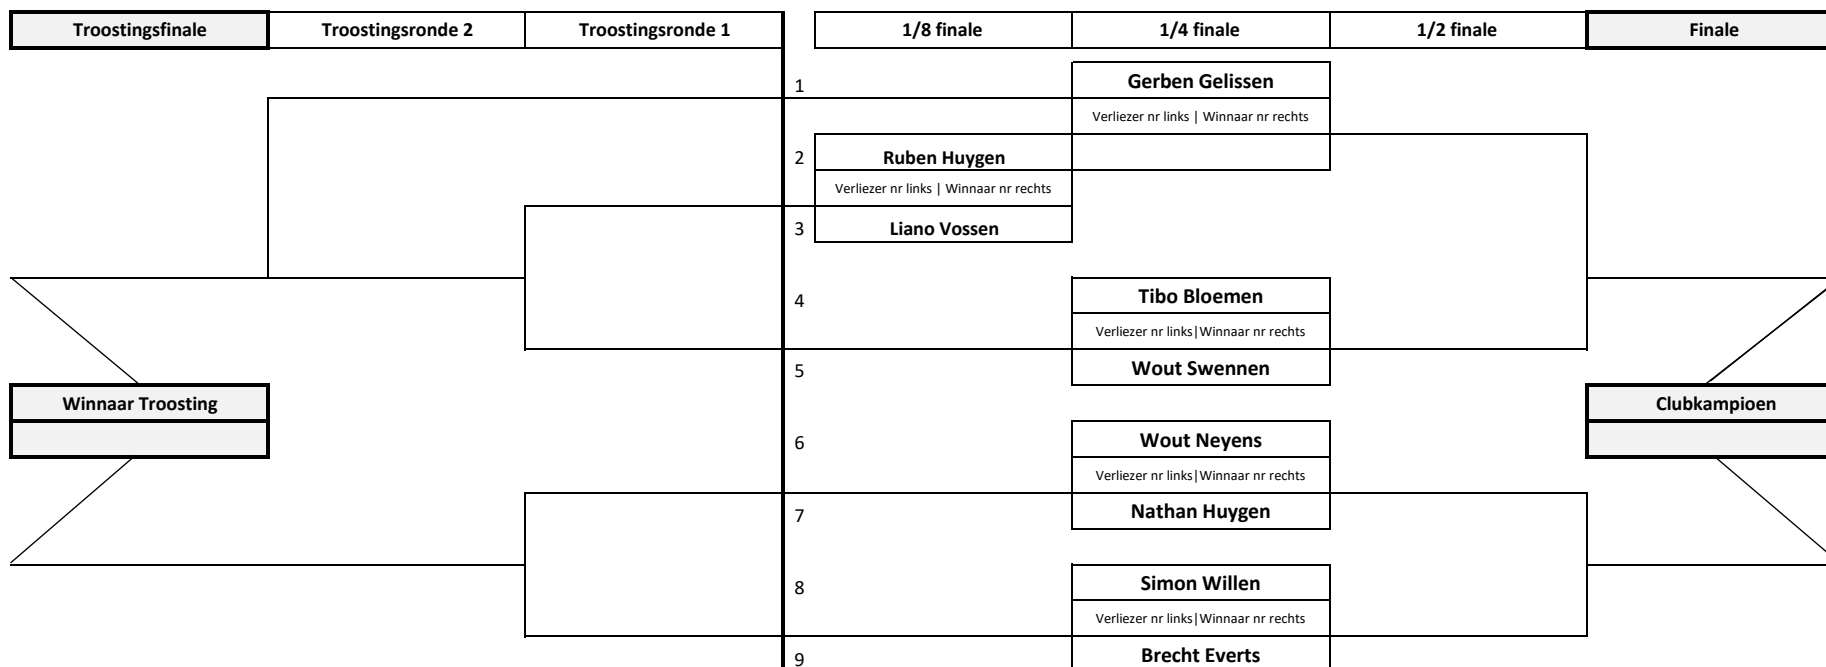 Troostingsfinale Troostingsronde 2 Troostingsronde 1 1/8 finale 1/4 finale 1/2 finale Finale
1 Gerben Gelissen
Verliezer nr links | Winnaar nr rechts
2 Ruben Huygen
Verliezer nr links | Winnaar nr rechts
3 Liano Vossen
4 Tibo Bloemen
Verliezer nr links|Winnaar nr rechts
5 Wout Swennen
Winnaar Troosting Clubkampioen
6 Wout Neyens
Verliezer nr links|Winnaar nr rechts
7 Nathan Huygen
8 Simon Willen
Verliezer nr links|Winnaar nr rechts
9 Brecht Everts